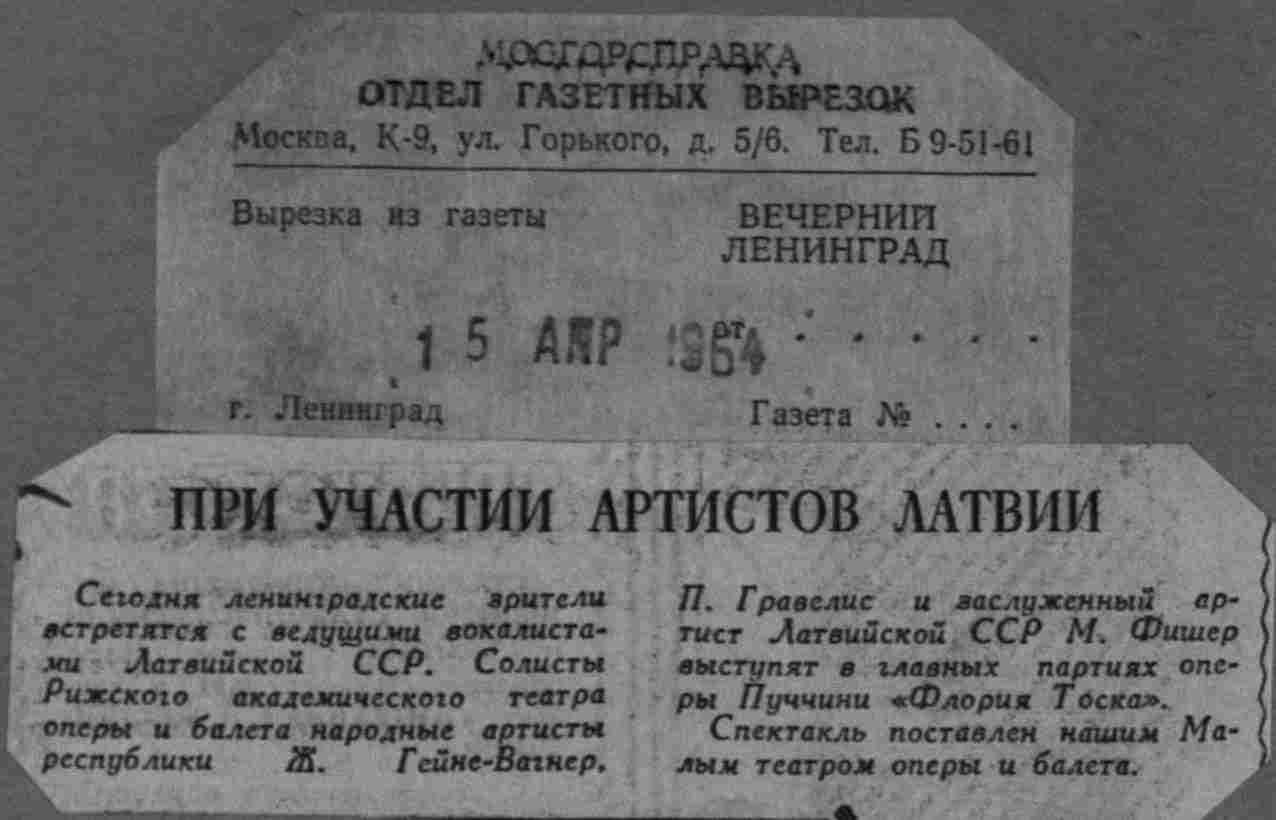 МОСГОРСПРАВКА
ОТДЕЛ ГАЗЕТНЫХ ВЫРЕЗОК
Москва, К-9, ул. Горького, д. 5/6. Тел. Б 9-51-61
Вырезка из газеты
ВЕЧЕРНИЙ
ЛЕНИНГРАД
от . . . . .
15 АПР 1964
г. Ленинград
Газета № . . . .
ПРИ УЧАСТИИ АРТИСТОВ ЛАТВИИ
Сегодня ленинградские зрители
встретятся с ведущими вокалиста-
ми Латвийской ССР. Солисты
Рижского академического театра
оперы и балета народные артисты
республики Ж. Гейне-Вагнер,
П. Гравелис и заслуженный ар-
тист Латвийской ССР М. Фишер
выступят в главных партиях опе-
ры Пуччини «Флория Тоска».
Спектакль поставлен нашим Ма-
лым театром оперы и балета.